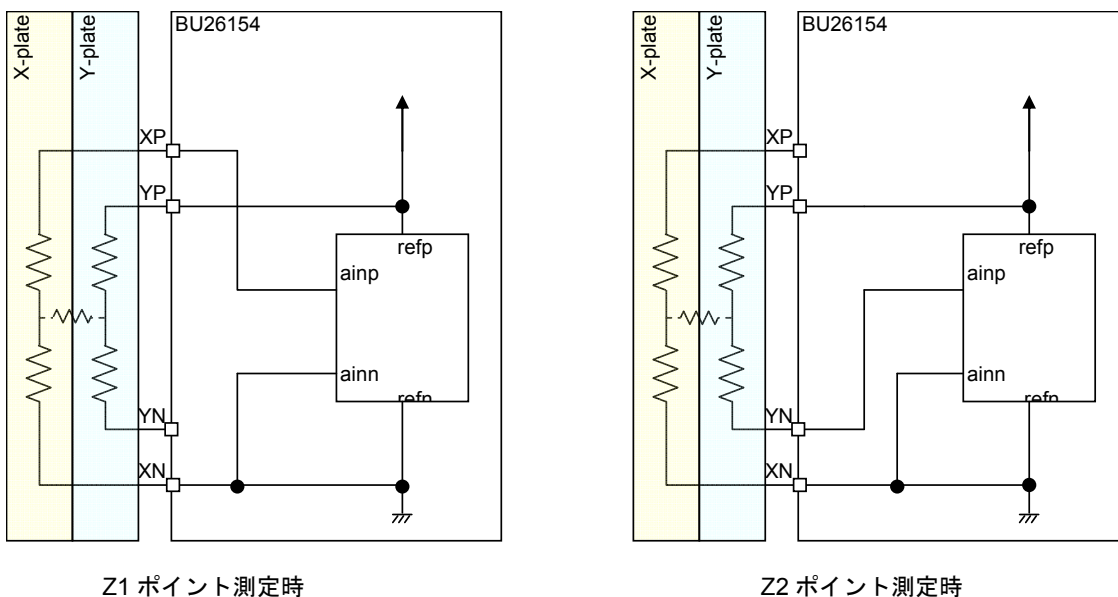 X-plate
Y-plate
BU26154
XP
YP
refp
ainp
ainn
refn
YN
XN
Z1 ポイント測定時
X-plate
Y-plate
BU26154
XP
YP
refp
ainp
ainn
refn
YN
XN
Z2 ポイント測定時